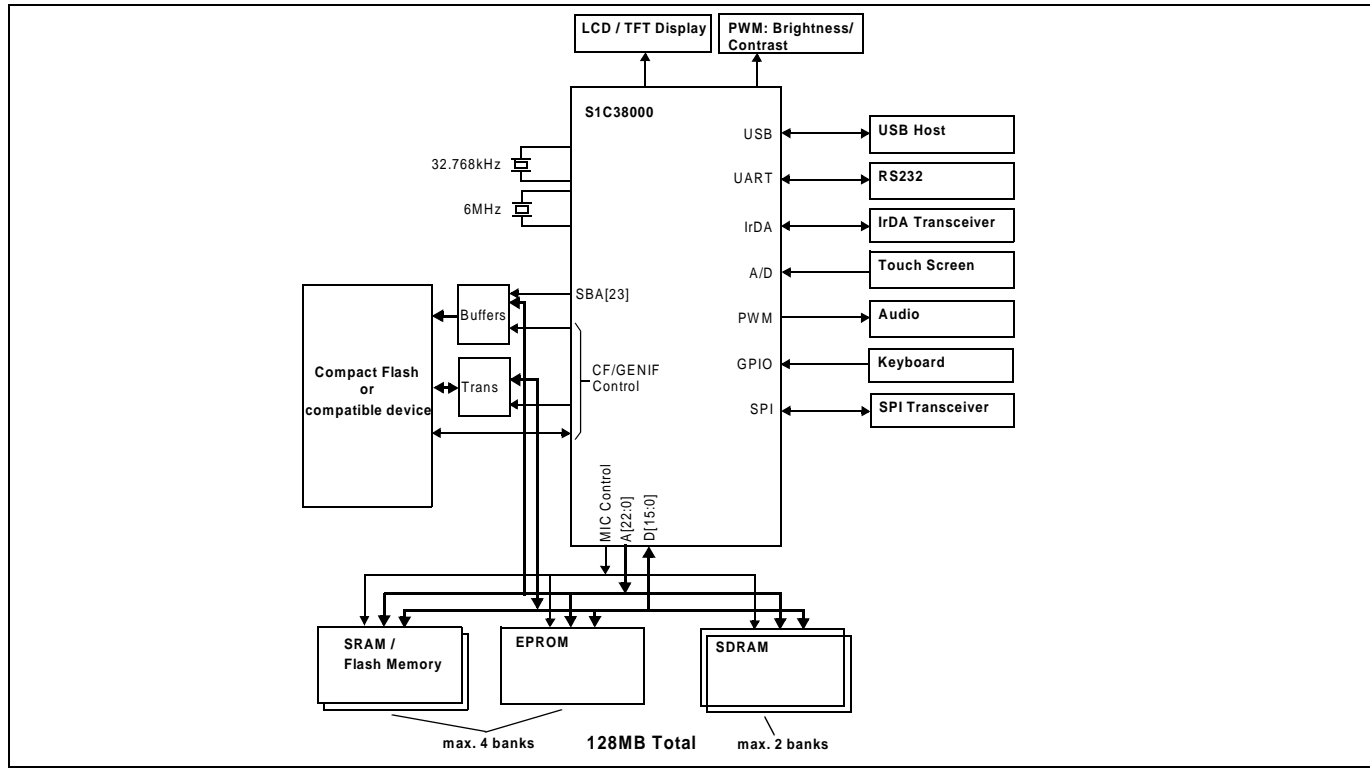 LCD / TFT Display
PWM: Brightness/
Contrast
S1C38000
32.768kHz
6MHz
USB
USB Host
UART
RS232
IrDA
IrDA Transceiver
A/D
Touch Screen
PWM
Audio
GPIO
Keyboard
SPI
SPI Transceiver
SBA[23]
Buffers
Trans
CF/GENIF
Control
Compact Flash
or
compatible device
MIC Control
A[22:0]
D[15:0]
SRAM /
Flash Memory
EPROM
SDRAM
max. 4 banks
128MB Total
max. 2 banks